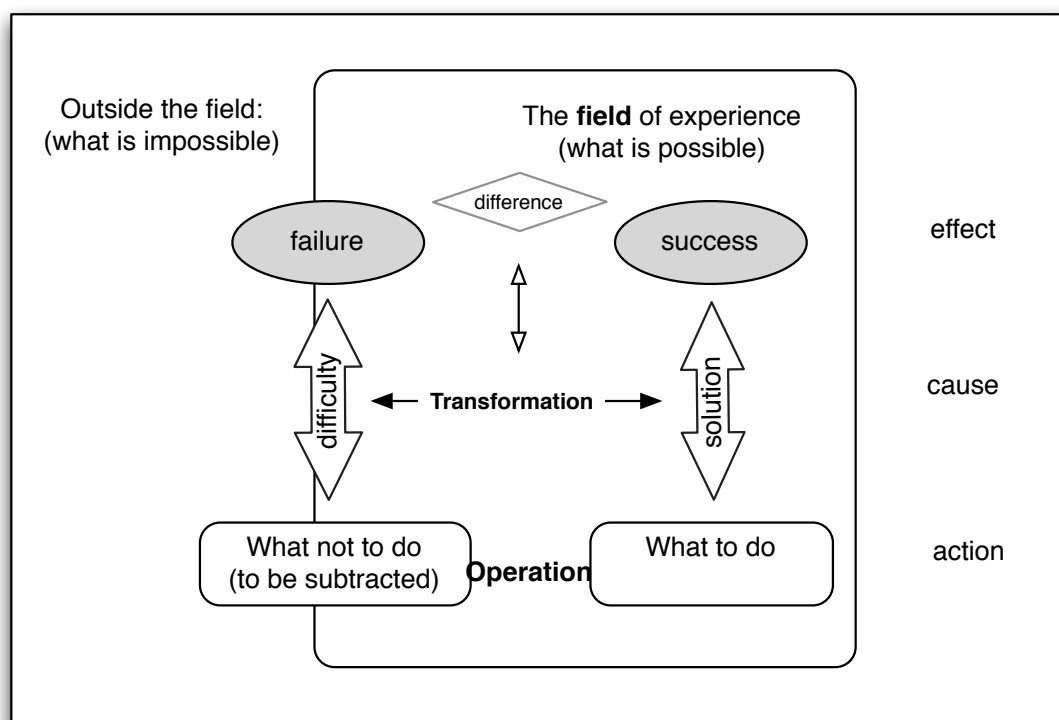 Outside the field:
(what is impossible)
The field of experience
(what is possible)
difference
failure
success
effect
difficulty
Transformation
solution
cause
What not to do
(to be subtracted)
Operation
What to do
action